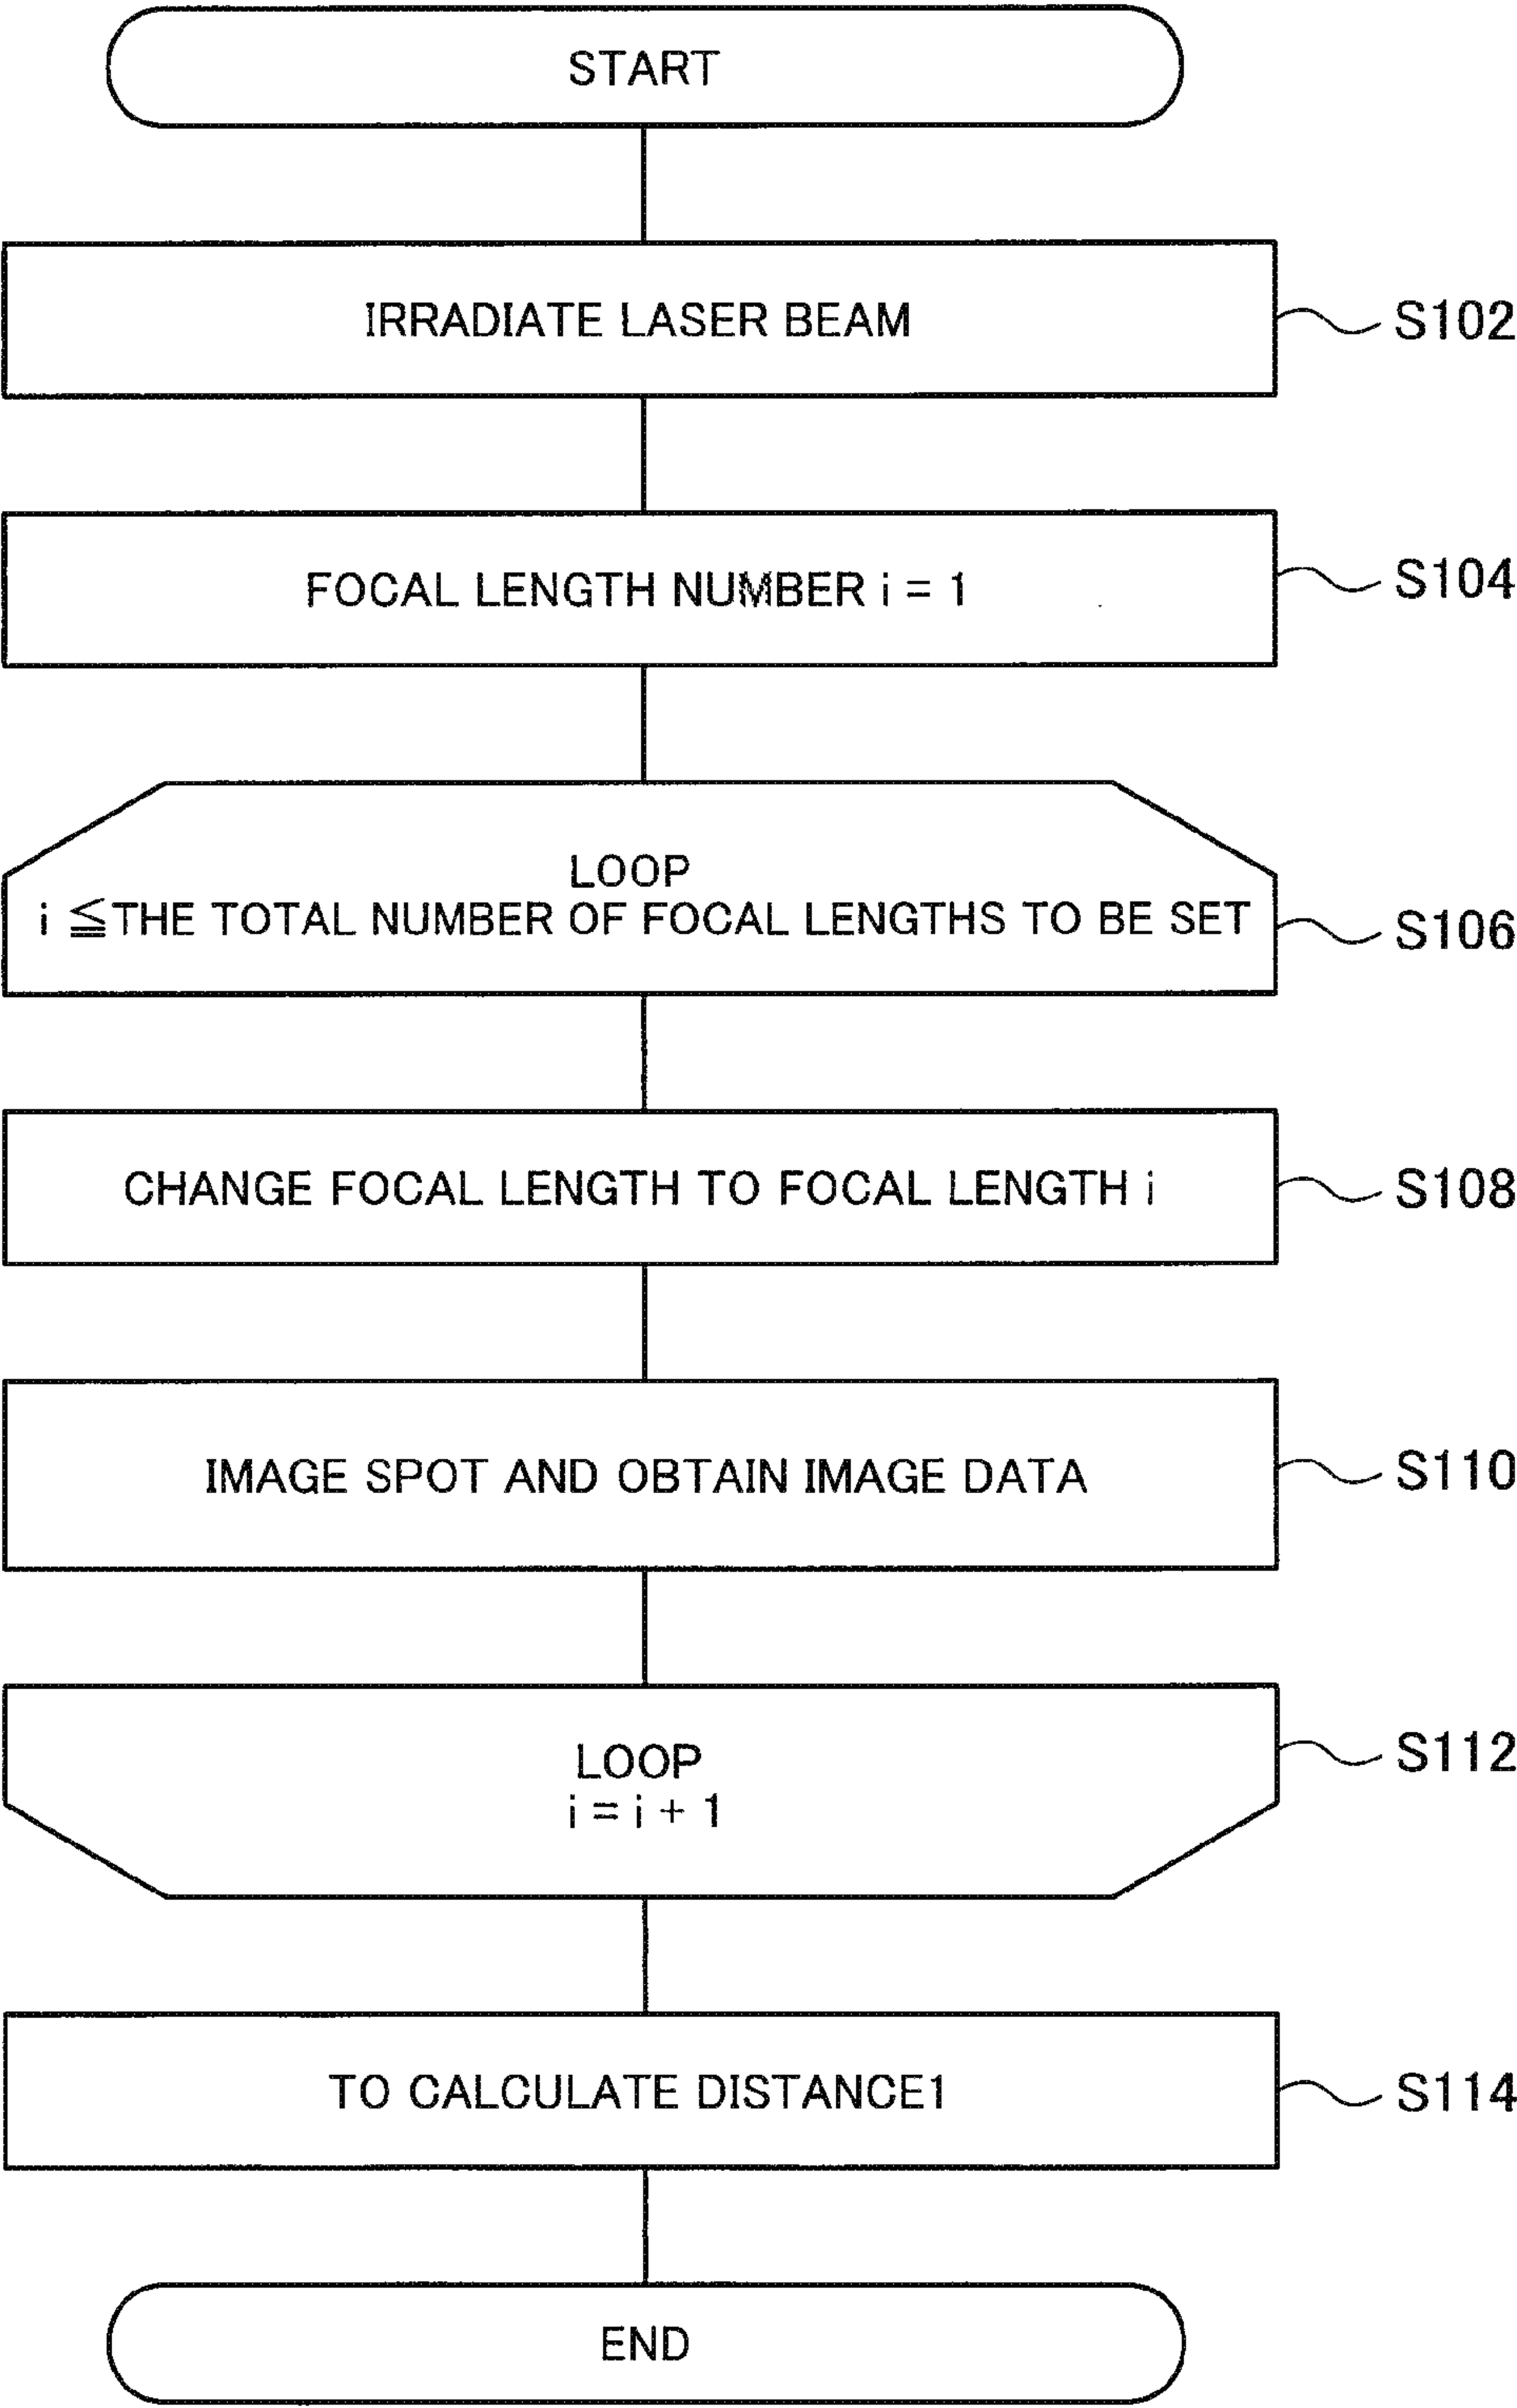 START
IRRADIATE LASER BEAM
S102
FOCAL LENGTH NUMBER i = 1
S104
LOOP
i ≦THE TOTAL NUMBER OF FOCAL LENGTHS TO BE SET
S106
CHANGE FOCAL LENGTH TO FOCAL LENGTH i
S108
IMAGE SPOT AND OBTAIN IMAGE DATA
S110
LOOP
i = i + 1
S112
TO CALCULATE DISTANCE1
S114
END